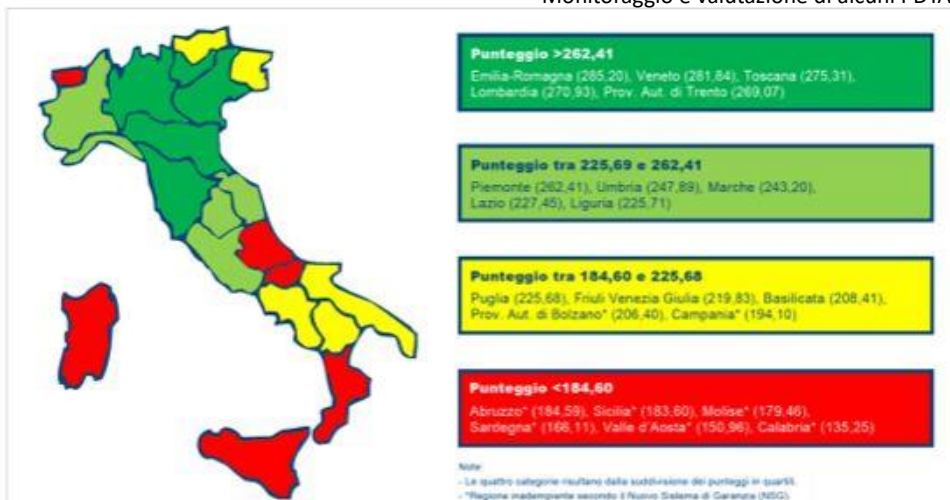 Monitoraggio e valutazione di alcuni PDTA
Punteggio >262,41
Emilia-Romagna (285,20), Veneto (281,84), Toscana (275,31),
Lombardia (270,93), Prov. Aut. di Trento (269,07)
Punteggio tra 225,69 e 262,41
Piemonte (262,41), Umbria (247,89), Marche (243,20),
Lazio (227,45), Liguria (225,71)
Punteggio tra 184,60 e 225,68
Puglia (225,68), Friuli Venezia Giulia (219,83), Basilicata (208,41),
Prov. Aut. di Bolzano* (206,40), Campania* (194,10)
Punteggio <184,60
Abruzzo* (184,59), Sicilia* (183,60), Molise* (179,46),
Sardegna* (166,11), Valle d'Aosta* (150,96), Calabria* (135,25)
Note
- Le quattro categorie risultano dalla suddivisione dei punteggi in quartili.
- *Regione inadempiente secondo il Nuovo Sistema di Garanzia (NSG).